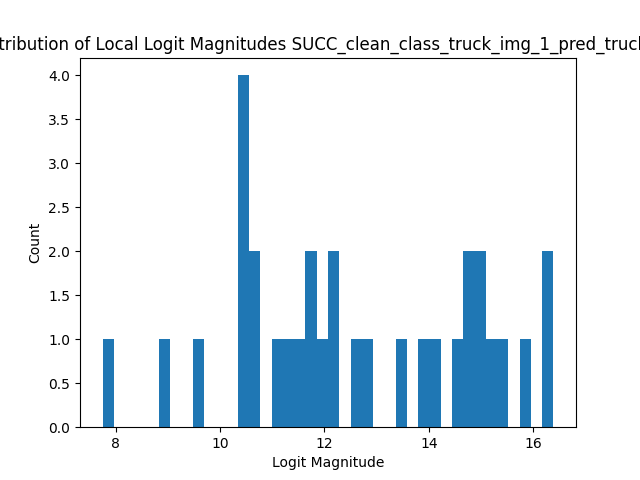 tribution of Local Logit Magnitudes SUCC_clean_class_truck_img_1_pred_truck
4.0
3.5
3.0
2.5
2.0
1.5
1.0
0.5
0.0
Count
8 10 12 14 16
Logit Magnitude